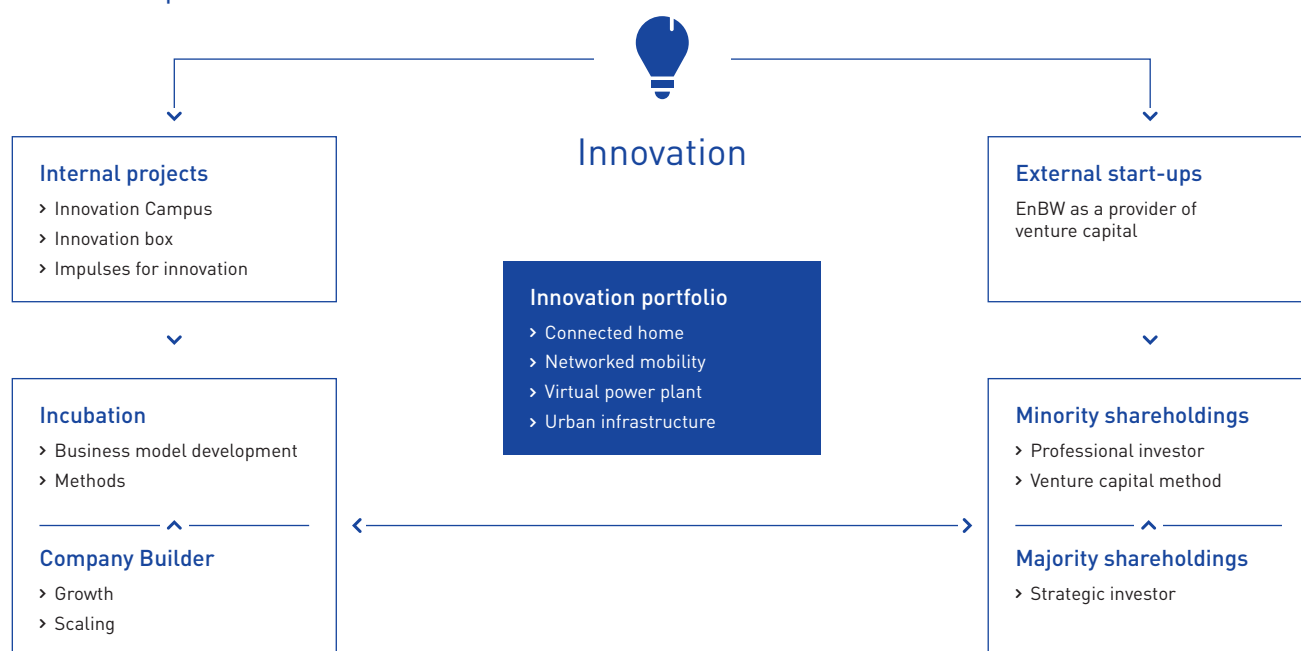 Innovation
Internal projects
Innovation Campus
Innovation box
Impulses for innovation
External start-ups
EnBW as a provider of
venture capital
Innovation portfolio
Connected home
Networked mobility
Virtual power plant
Urban infrastructure
Incubation
Business model development
Methods
Company Builder
Growth
Scaling
Minority shareholdings
Professional investor
Venture capital method
Majority shareholdings
Strategic investor